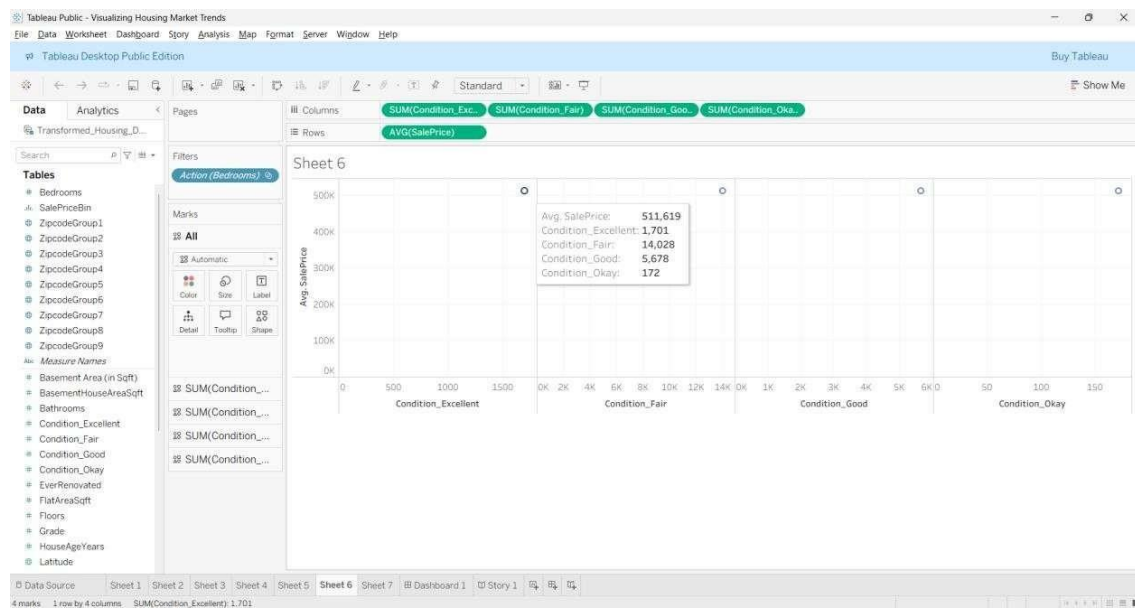 Tableau Public - Visualizing Housing Market Trends
File Data Worksheet Dashboard Story Analysis Map Format Server Window Help
Tableau Desktop Public Edition
Buy Tableau
Standard
Show Me
Data Analytics
Transformed_Housing_D...
Search
Tables
Bedrooms
SalePriceBin
ZipcodeGroup1
ZipcodeGroup2
ZipcodeGroup3
ZipcodeGroup4
ZipcodeGroup5
ZipcodeGroup6
ZipcodeGroup7
ZipcodeGroup8
ZipcodeGroup9
Abc Measure Names
Basement Area (in Sqft)
BasementHouseAreaSqft
Bathrooms
Condition_Excellent
Condition_Fair
Condition_Good
Condition_Okay
EverRenovated
FlatAreaSqft
Floors
Grade
HouseAgeYears
Latitude
Pages
Filters
Action (Bedrooms)
Marks
All
Automatic
Color Size Label
Detail Tooltip Shape
SUM(Condition_...
SUM(Condition_...
SUM(Condition_...
SUM(Condition_...
Columns SUM(Condition_Exc.. SUM(Condition_Fair) SUM(Condition_Goo.. SUM(Condition_Oka..
Rows AVG(SalePrice)
Sheet 6
Avg. SalePrice
500K
400K
300K
200K
100K
0K
Avg. SalePrice: 511,619
Condition_Excellent: 1,701
Condition_Fair: 14,028
Condition_Good: 5,678
Condition_Okay: 172
0 500 1000 1500 0K 2K 4K 6K 8K 10K 12K 14K 0K 1K 2K 3K 4K 5K 6K 0 50 100 150
Condition_Excellent Condition_Fair Condition_Good Condition_Okay
Data Source Sheet 1 Sheet 2 Sheet 3 Sheet 4 Sheet 5 Sheet 6 Sheet 7 Dashboard 1 Story 1
4 marks 1 row by 4 columns SUM(Condition_Excellent): 1,701